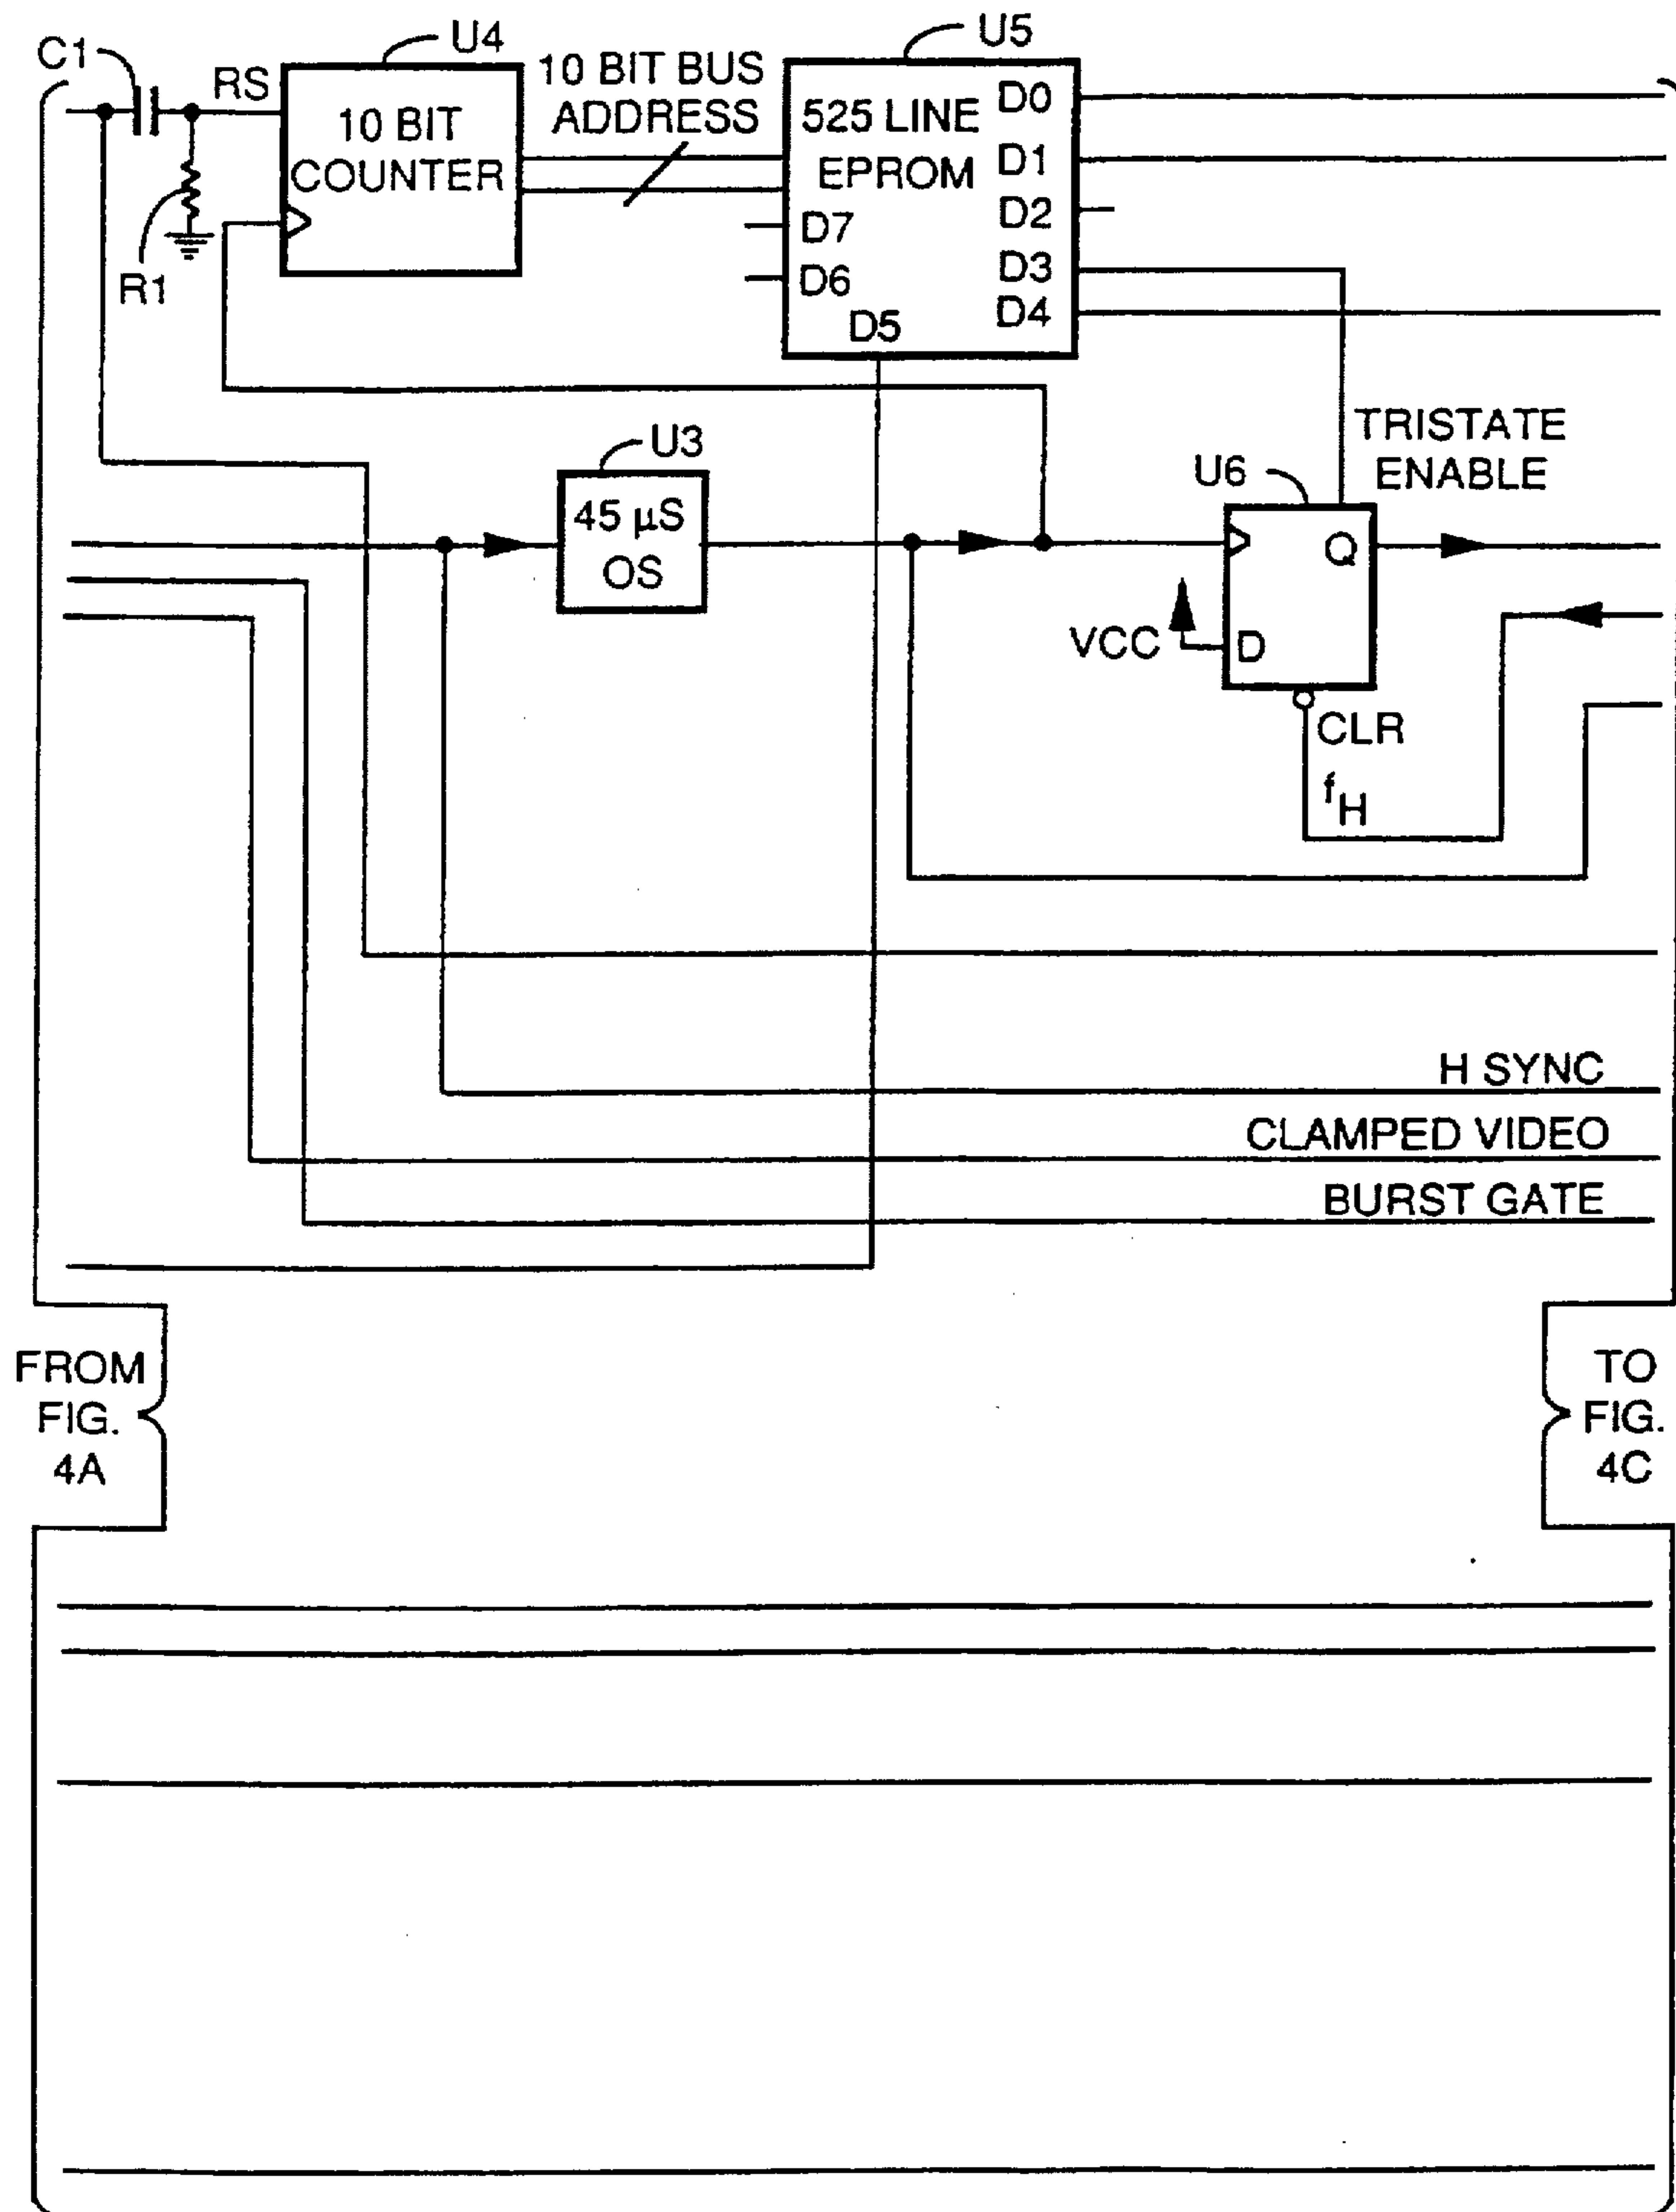 C1
RS
U4
10 BIT
COUNTER
R1
10 BIT BUS
ADDRESS
U5
525 LINE
EPROM
D0
D1
D2
D3
D4
D7
D6
D5
U3
45 µS
OS
TRISTATE
ENABLE
U6
Q
VCC
D
CLR
fH
H SYNC
CLAMPED VIDEO
BURST GATE
FROM
FIG.
4A
TO
FIG.
4C